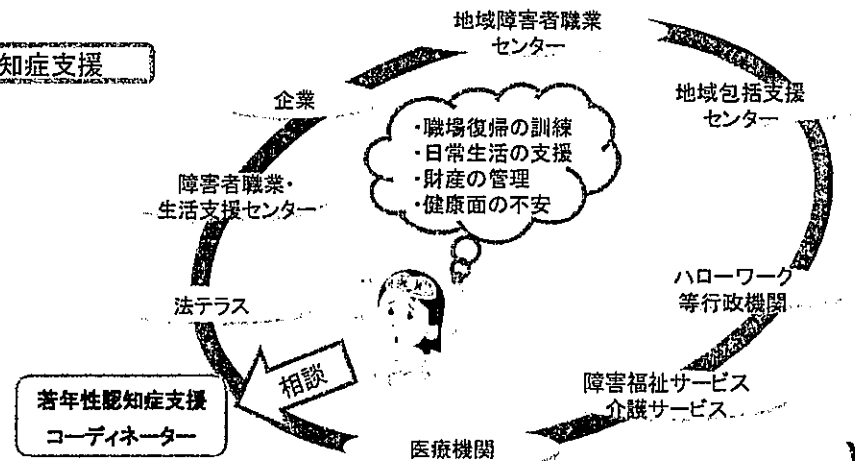 知症支援
地域障害者職業
センター
企業
地域包括支援
センター
・職場復帰の訓練
・日常生活の支援
・財産の管理
・健康面の不安
障害者職業・
生活支援センター
ハローワーク
等行政機関
法テラス
相談
若年性認知症支援
コーディネーター
障害福祉サービス
介護サービス
医療機関